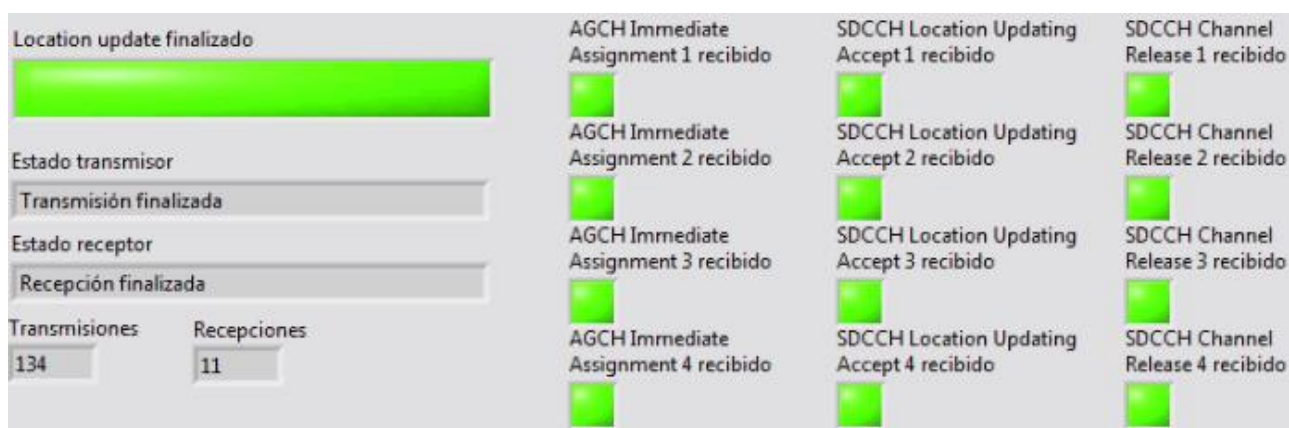 Location update finalizado
Estado transmisor
Transmisión finalizada
Estado receptor
Recepción finalizada
Transmisiones
Recepciones
134
11
AGCH Immediate
Assignment 1 recibido
SDCCH Location Updating
Accept 1 recibido
SDCCH Channel
Release 1 recibido
AGCH Immediate
Assignment 2 recibido
SDCCH Location Updating
Accept 2 recibido
SDCCH Channel
Release 2 recibido
AGCH Immediate
Assignment 3 recibido
SDCCH Location Updating
Accept 3 recibido
SDCCH Channel
Release 3 recibido
AGCH Immediate
Assignment 4 recibido
SDCCH Location Updating
Accept 4 recibido
SDCCH Channel
Release 4 recibido